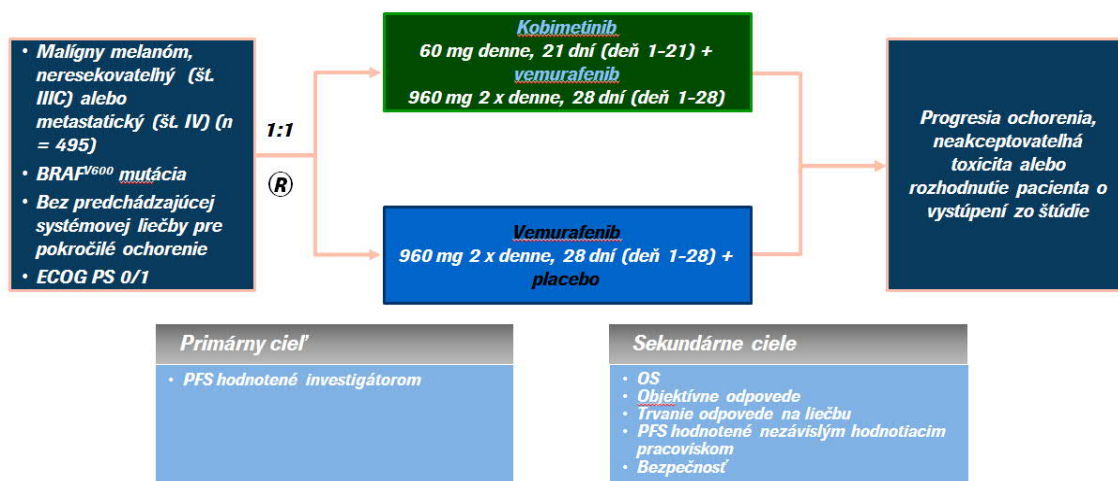 • Malígny melanóm,
neresekovateľný (št.
IIIC) alebo
metastatický (št. IV) (n
= 495)
• BRAFV600 mutácia
• Bez predchádzajúcej
systémovej liečby pre
pokročilé ochorenie
• ECOG PS 0/1
1:1
R
Kobimetinib
60 mg denne, 21 dní (deň 1-21) +
vemurafenib
960 mg 2 x denne, 28 dní (deň 1-28)
Vemurafenib
960 mg 2 x denne, 28 dní (deň 1-28) +
placebo
Progresia ochorenia,
neakceptovateľná
toxicita alebo
rozhodnutie pacienta o
vystúpení zo štúdie
Primárny cieľ
• PFS hodnotené investigátorom
Sekundárne ciele
• OS
• Objektívne odpovede
• Trvanie odpovede na liečbu
• PFS hodnotené nezávislým hodnotiacim
pracoviskom
• Bezpečnosť